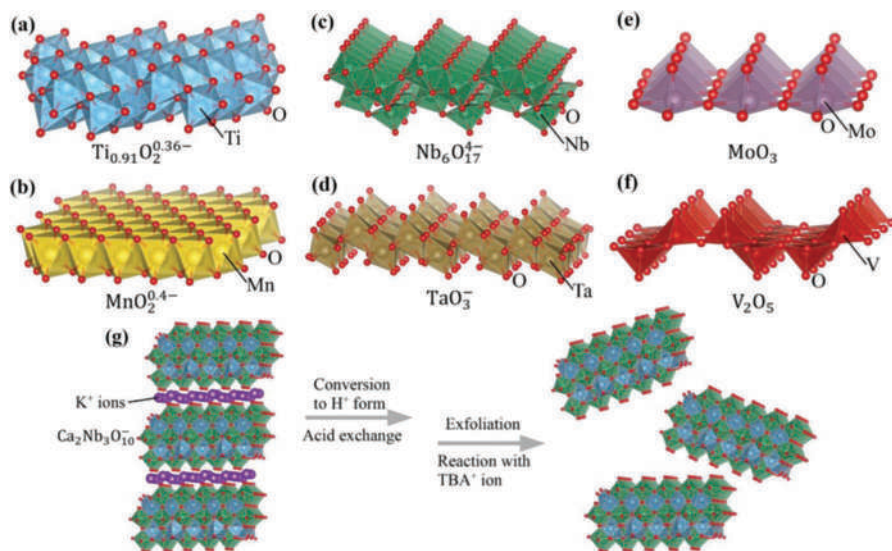 (a)
O
Ti
Ti₀.₉₁O₂⁰·³⁶⁻
(b)
O
Mn
MnO₂⁰·⁴⁻
(c)
O
Nb
Nb₆O₁₇⁴⁻
(d)
O
Ta
TaO₃⁻
(e)
O
Mo
MoO₃
(f)
V
O
V₂O₅
(g)
K⁺ ions
Ca₂Nb₃O₁₀⁻
Conversion
to H⁺ form
Acid exchange
Exfoliation
Reaction with
TBA⁺ ion